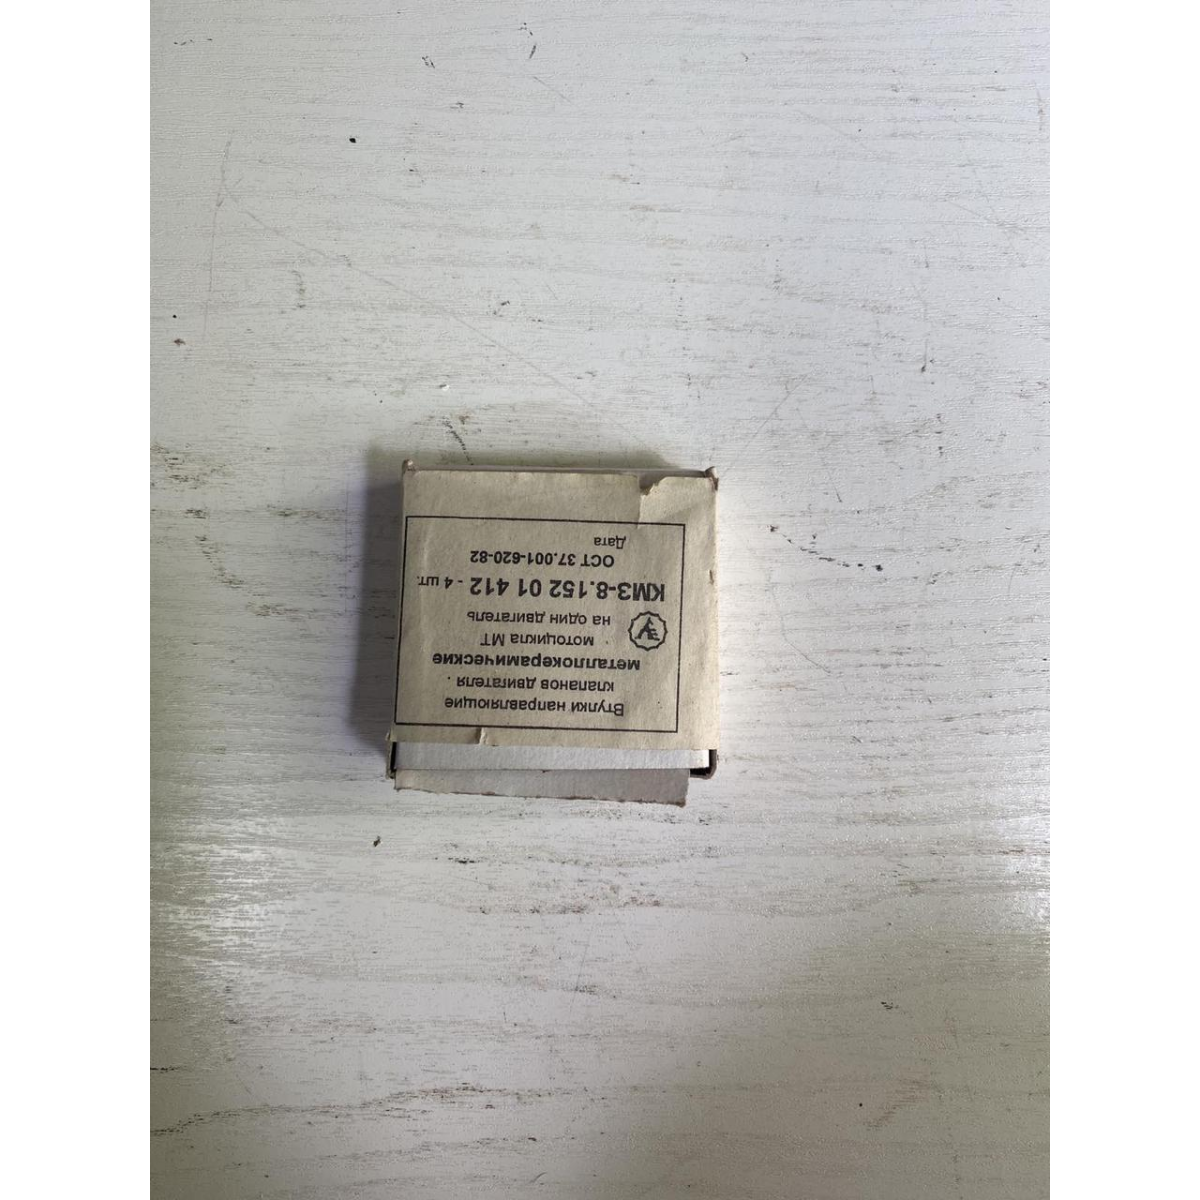 Втулки направляющие
клапанов двигателя
металлокерамические
мотоцикла МТ
на один двигатель
КМЗ-8.152 01 412 - 4 шт.
ОСТ 37.001-620-82
Дата